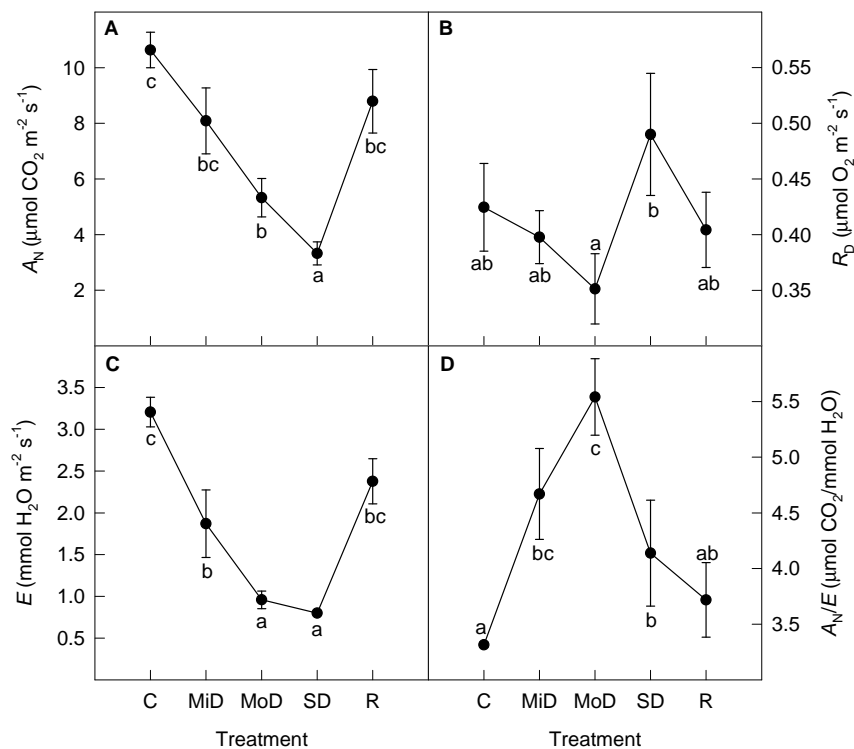 A
B
10
8
6
4
2
A_N (μmol CO₂ m⁻² s⁻¹)
c
bc
b
a
bc
0.55
0.50
0.45
0.40
0.35
R_D (μmol O₂ m⁻² s⁻¹)
ab
ab
a
b
ab
C
D
3.5
3.0
2.5
2.0
1.5
1.0
0.5
E (mmol H₂O m⁻² s⁻¹)
c
b
a
a
bc
5.5
5.0
4.5
4.0
3.5
A_N/E (μmol CO₂/mmol H₂O)
a
bc
c
b
ab
C MiD MoD SD R
C MiD MoD SD R
Treatment
Treatment